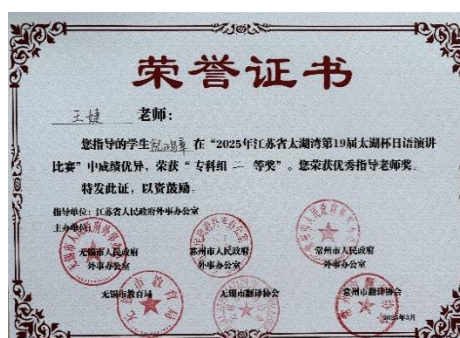 荣誉证书
王婕 老师：
您指导的学生 在“2025年江苏省太湖湾第19届太湖杯日语演讲
比赛”中成绩优异，荣获“专科组 二 等奖”。您荣获优秀指导老师奖。
特发此证，以资鼓励。
指导单位：江苏省人民政府外事办公室
主办单位：
无锡市人民政府 苏州市人民政府 常州市人民政府
外事办公室 外事办公室 外事办公室
无锡市教育局 无锡市翻译协会 常州市翻译协会
2025年3月